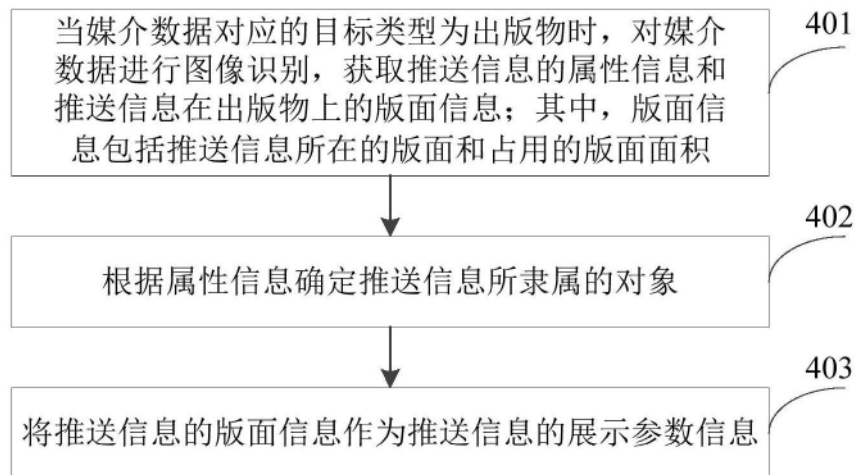 当媒介数据对应的目标类型为出版物时，对媒介
数据进行图像识别，获取推送信息的属性信息和
推送信息在出版物上的版面信息；其中，版面信
息包括推送信息所在的版面和占用的版面面积
401
根据属性信息确定推送信息所隶属的对象
402
将推送信息的版面信息作为推送信息的展示参数信息
403